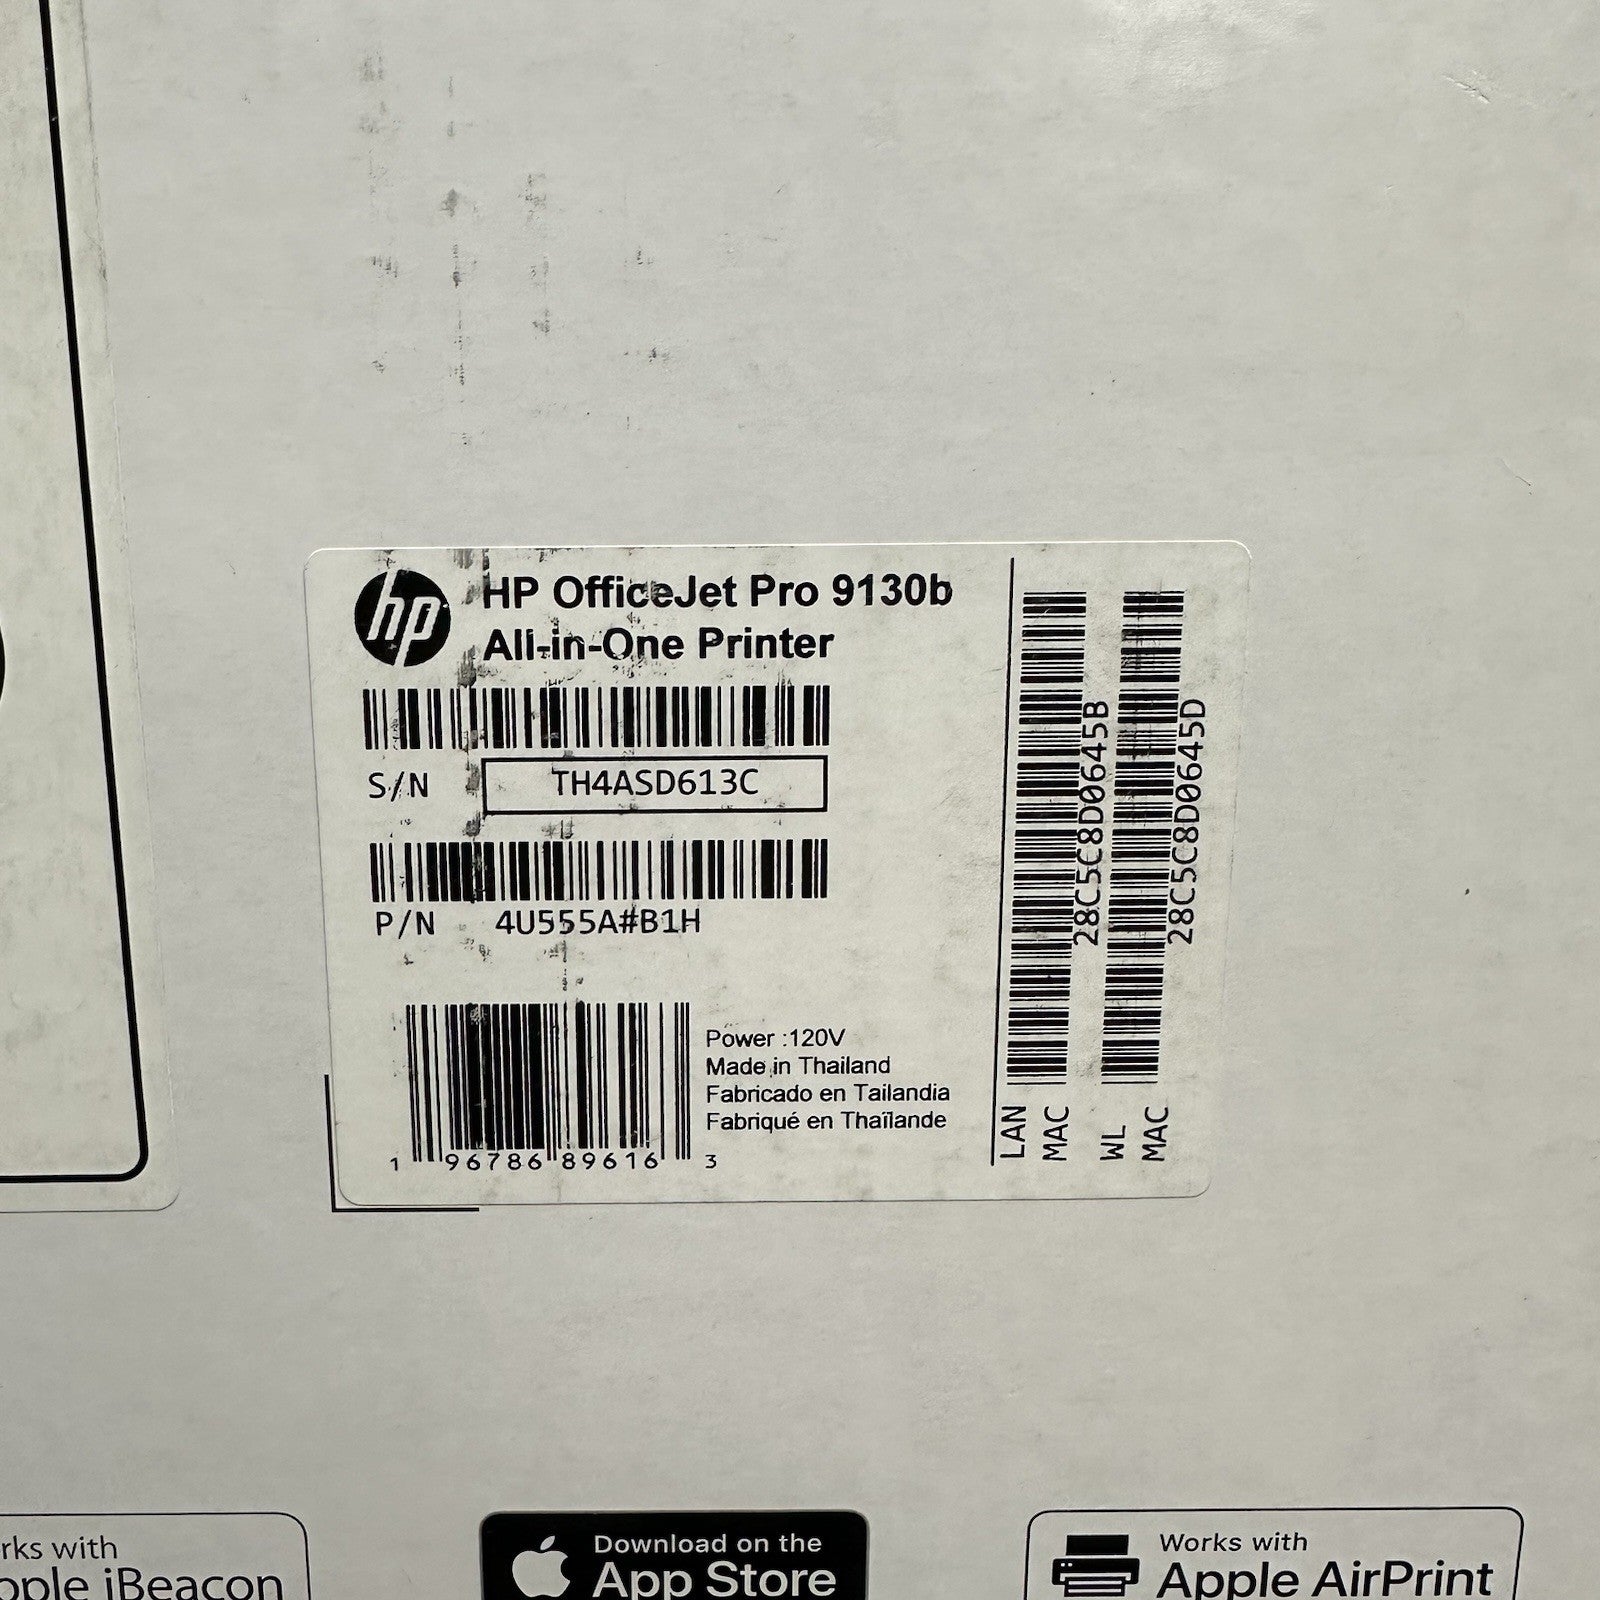 hp
HP OfficeJet Pro 9130b
All-in-One Printer
S/N TH4ASD613C
P/N 4U555A#B1H
1 96786 89616 3
Power :120V
Made in Thailand
Fabricado en Tailandia
Fabriqué en Thaïlande
LAN
MAC
28C5C8D0645B
WL
MAC
28C5C8D0645D
rks with
ople iBeacon
Download on the
App Store
Works with
Apple AirPrint